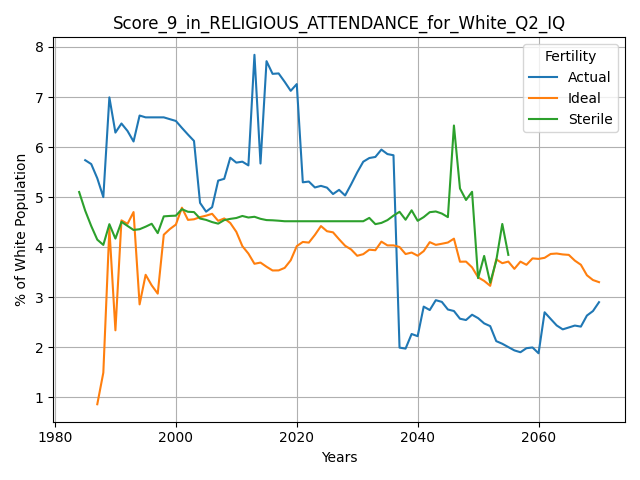 Score_9_in_RELIGIOUS_ATTENDANCE_for_White_Q2_IQ
% of White Population
8
7
6
5
4
3
2
1
Fertility
Actual
Ideal
Sterile
1980
2000
2020
2040
2060
Years